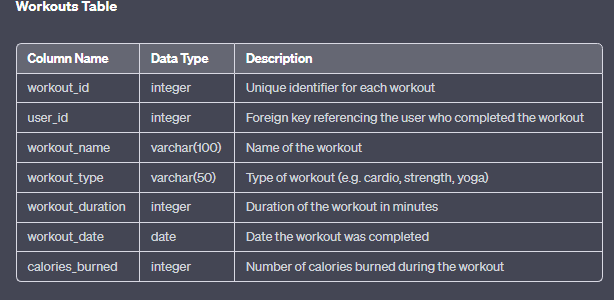 Workouts Table
Column Name Data Type Description
workout_id integer Unique identifier for each workout
user_id integer Foreign key referencing the user who completed the workout
workout_name varchar(100) Name of the workout
workout_type varchar(50) Type of workout (e.g. cardio, strength, yoga)
workout_duration integer Duration of the workout in minutes
workout_date date Date the workout was completed
calories_burned integer Number of calories burned during the workout